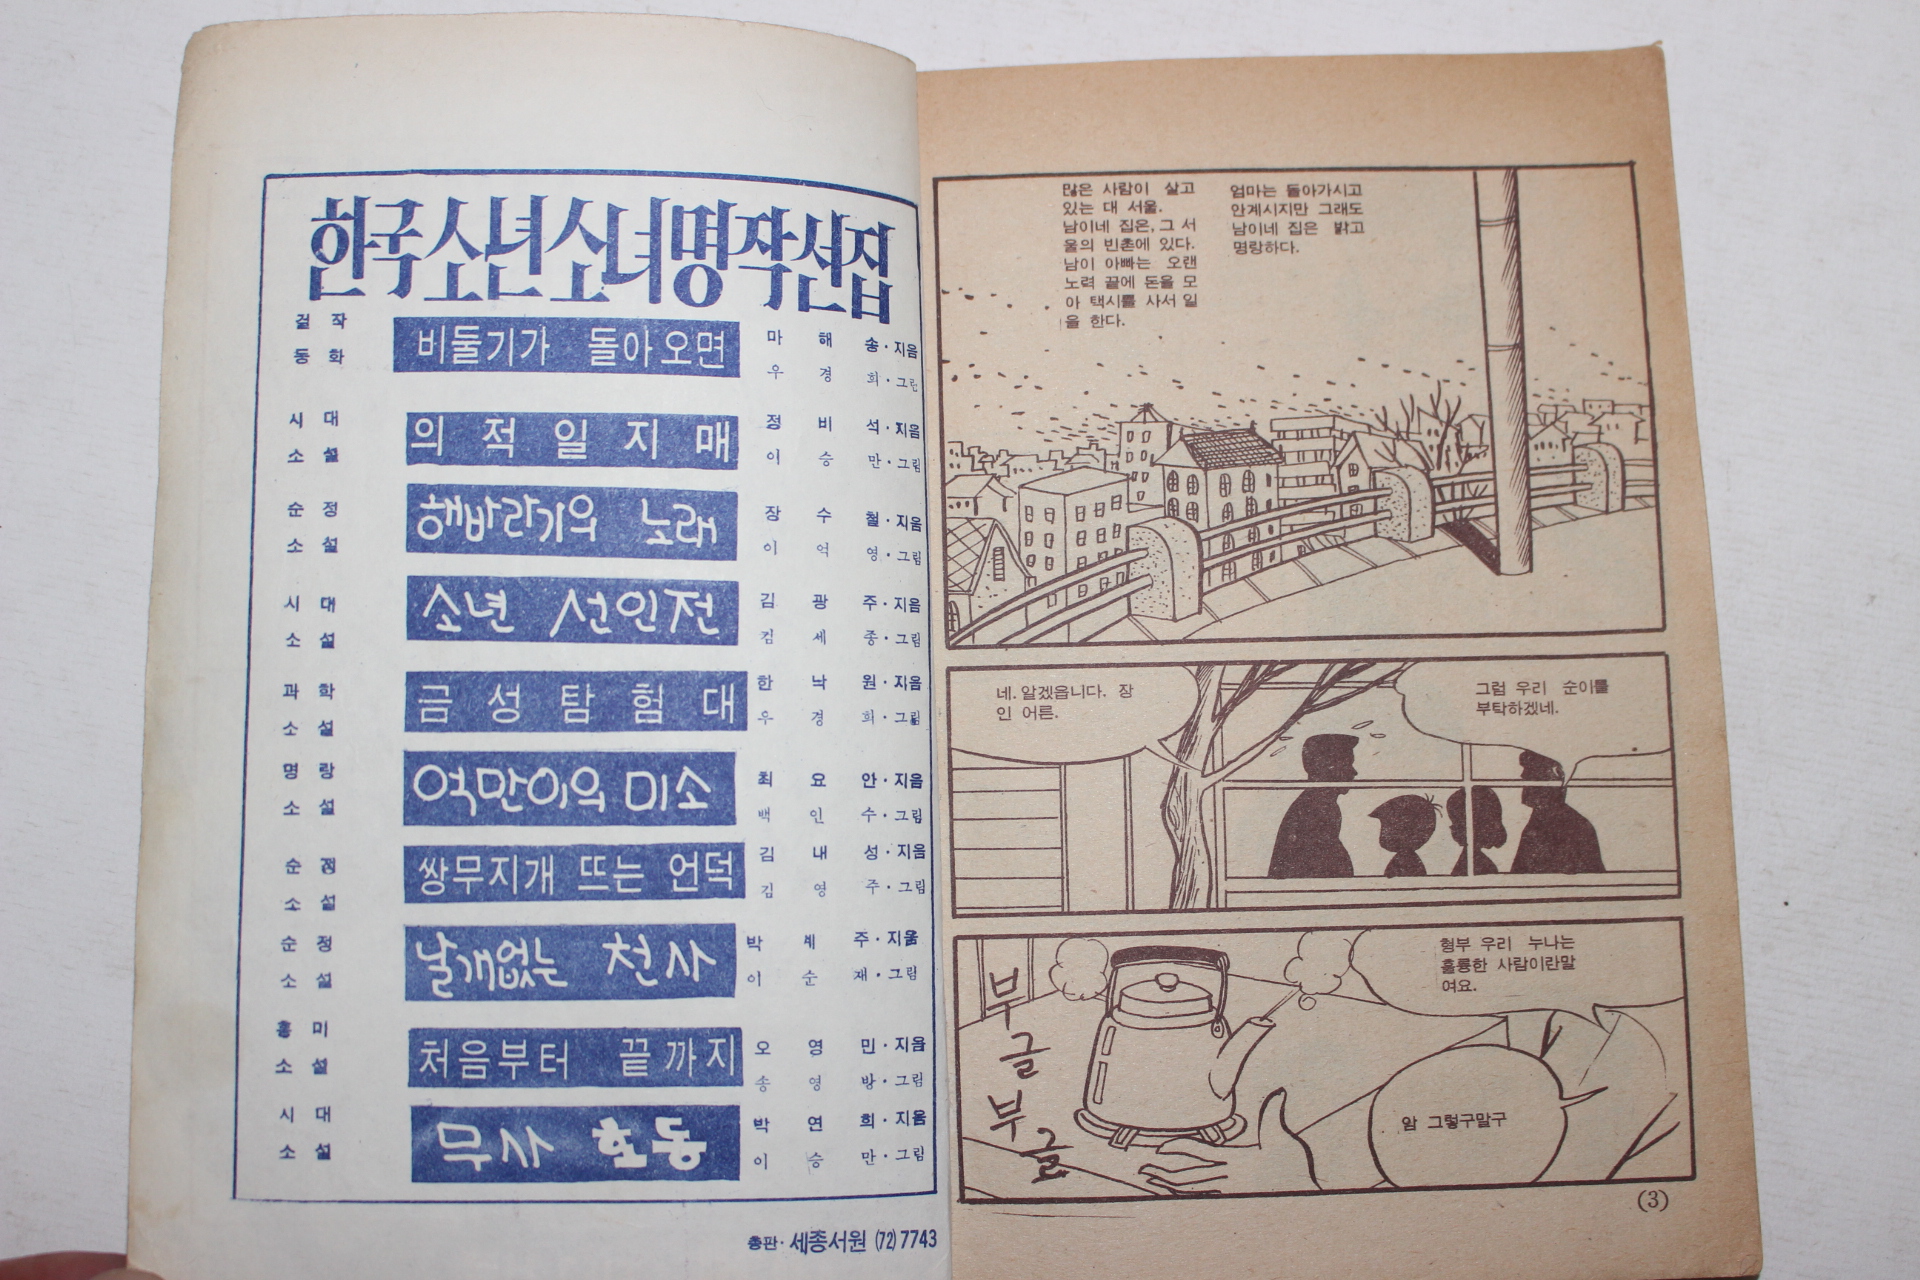 한국소년소녀명작선집
걸작 비둘기가 돌아오면 마해송·지음
동화 우경희·그린
시대 의적일지매 정비석·지음
소설 이승만·그림
순정 해바라기의 노래 장수철·지음
소설 이억영·그림
시대 소년 선인전 김광주·지음
소설 김세종·그림
과학 금성탐험대 한낙원·지음
소설 우경희·그림
명랑 억만이의 미소 최요안·지음
소설 백인수·그림
순정 쌍무지개 뜨는 언덕 김내성·지음
소설 김영주·그림
순정 날개없는 천사 박계주·지음
소설 이순재·그림
흥미 처음부터 끝까지 오영민·지음
소설 송영방·그림
시대 무사 호동 박연희·지음
소설 이승만·그림
총판·세종서원 (72)7743
많은 사람이 살고
있는 대 서울.
남이네 집은, 그 서
울의 빈촌에 있다.
남이 아빠는 오랜
노력 끝에 돈을 모
아 택시를 사서 일
을 한다.
엄마는 돌아가시고
안계시지만 그래도
남이네 집은 밝고
명랑하다.
네. 알겠읍니다. 장
인 어른.
그럼 우리 순이를
부탁하겠네.
부글부글
형부 우리 누나는
훌륭한 사람이란말
여요.
암 그렇구말구
(3)